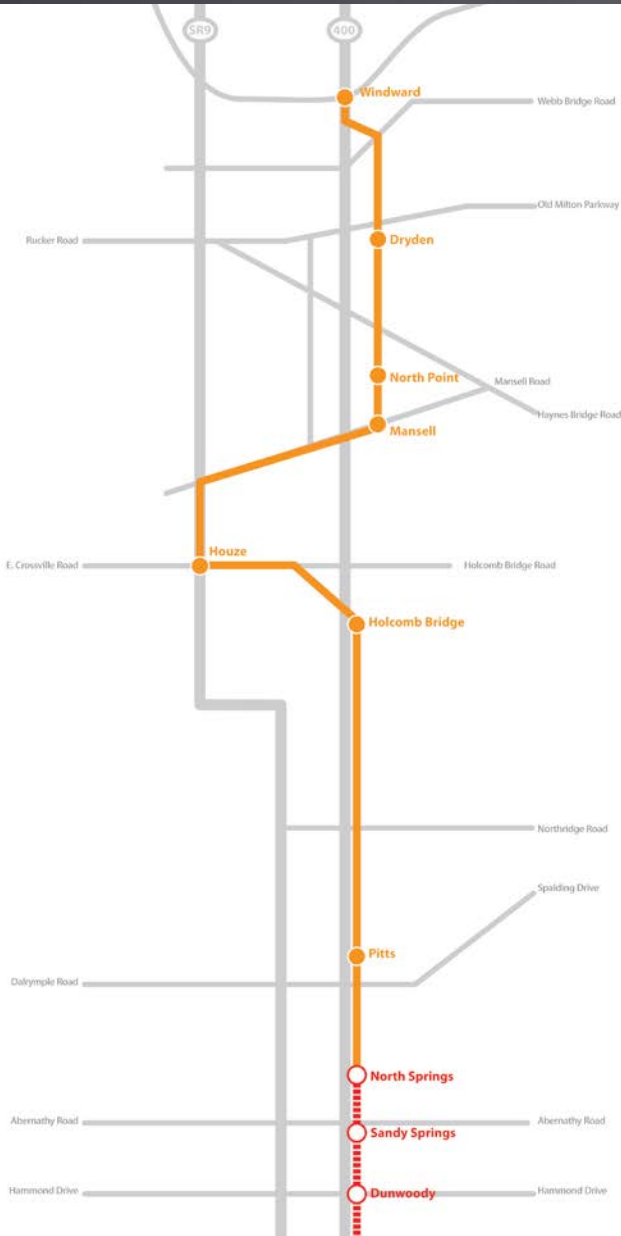 SR9
400
Windward
Webb Bridge Road
Old Milton Parkway
Rucker Road
Dryden
North Point
Mansell Road
Haynes Bridge Road
Mansell
Houze
E. Crossville Road
Holcomb Bridge Road
Holcomb Bridge
Northridge Road
Spalding Drive
Pitts
Dalrymple Road
North Springs
Abernathy Road
Abernathy Road
Sandy Springs
Hammond Drive
Dunwoody
Hammond Drive